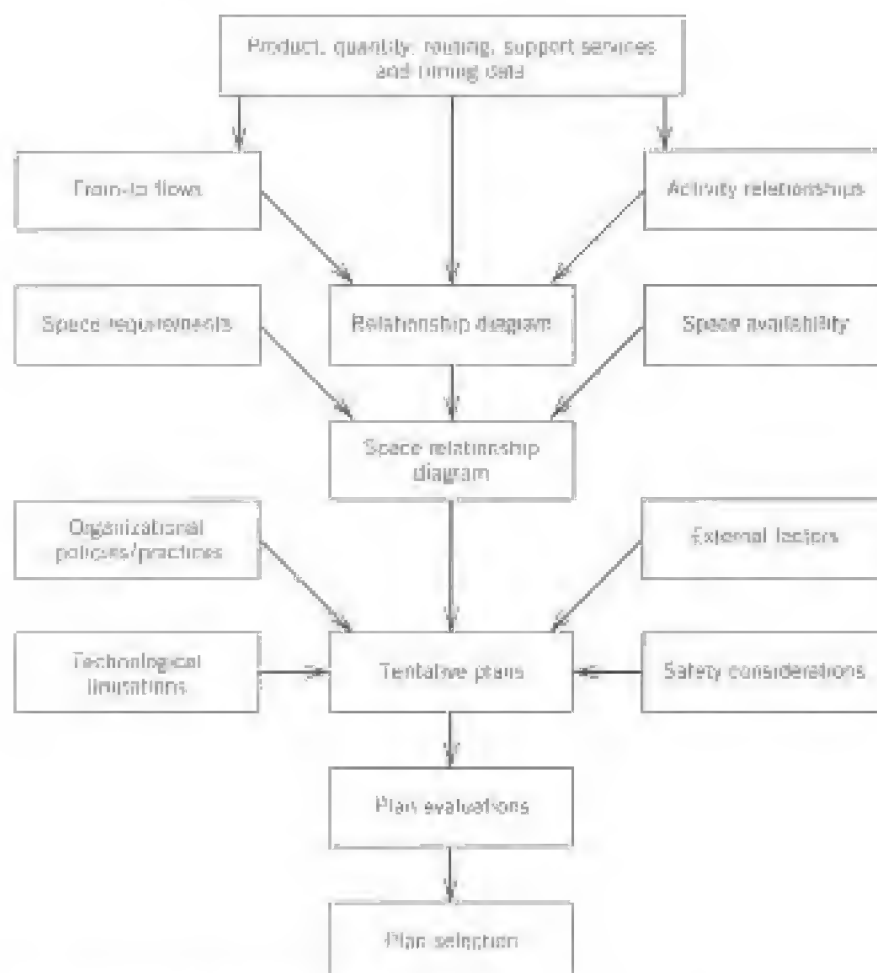 Product, quantity, routing, support services
and timing data
From-to flows
Activity relationships
Space requirements
Relationship diagram
Space availability
Space relationship
diagram
Organizational
policies/practices
External factors
Technological
limitations
Tentative plans
Safety considerations
Plan evaluations
Plan selection